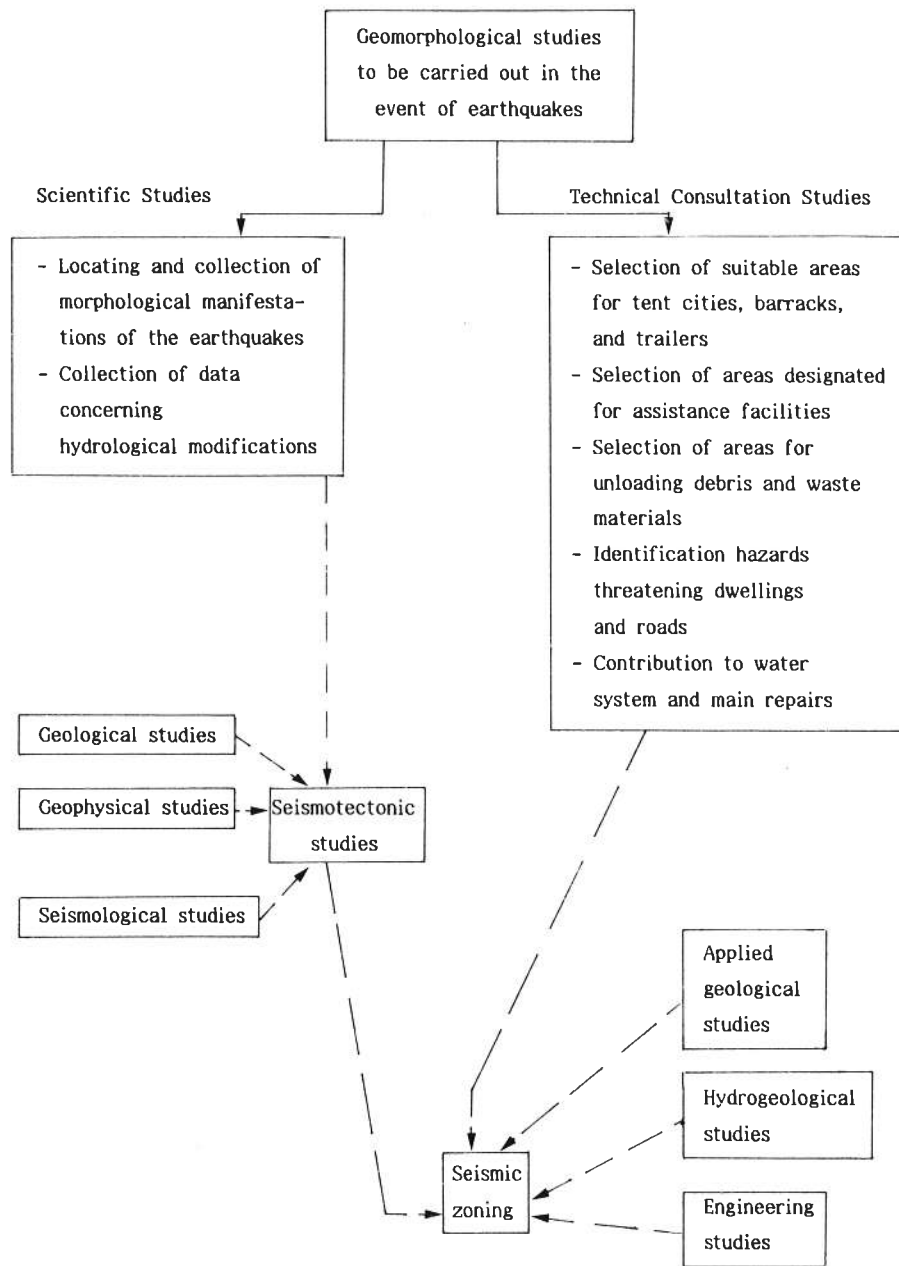 Geomorphological studies
to be carried out in the
event of earthquakes
Scientific Studies
Technical Consultation Studies
- Locating and collection of
morphological manifesta-
tions of the earthquakes
- Collection of data
concerning
hydrological modifications
- Selection of suitable areas
for tent cities, barracks,
and trailers
- Selection of areas designated
for assistance facilities
- Selection of areas for
unloading debris and waste
materials
- Identification hazards
threatening dwellings
and roads
- Contribution to water
system and main repairs
Geological studies
Geophysical studies
Seismological studies
Seismotectonic
studies
Applied
geological
studies
Hydrogeological
studies
Engineering
studies
Seismic
zoning